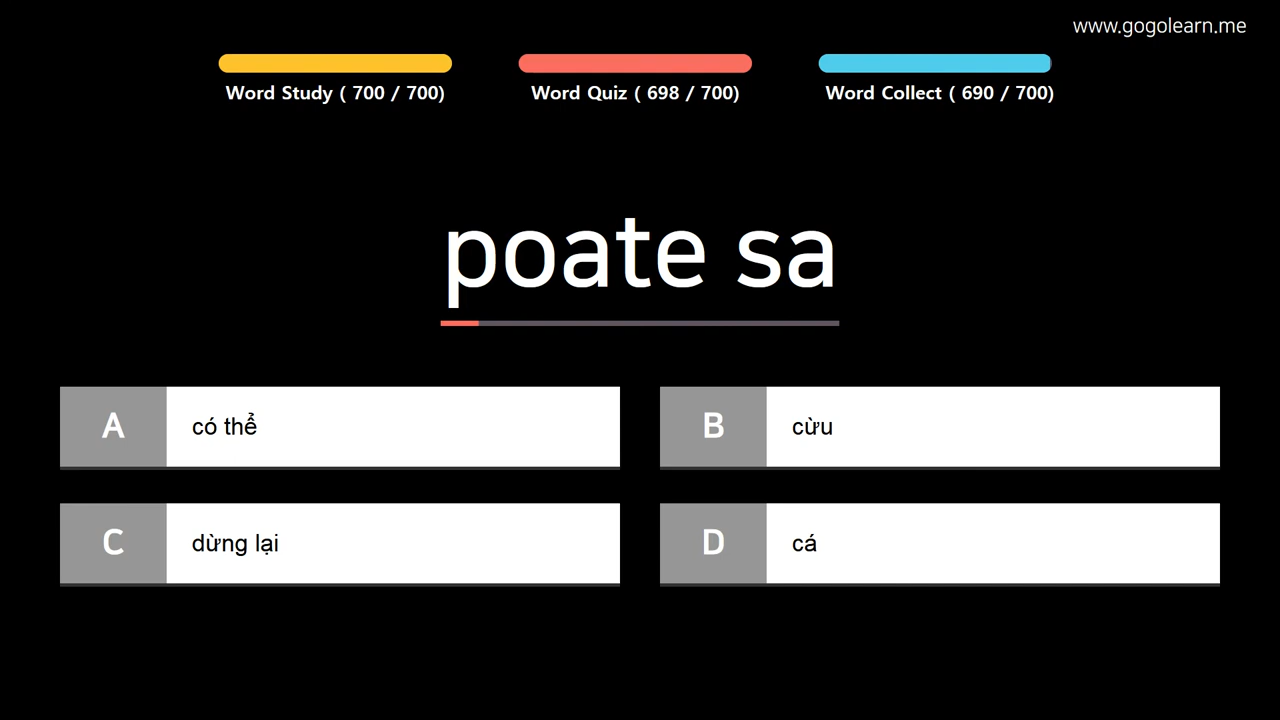 www.gogolearn.me
Word Study ( 700 / 700)
Word Quiz ( 698 / 700)
Word Collect ( 690 / 700)
poate sa
A
có thể
B
cừu
C
dừng lại
D
cá